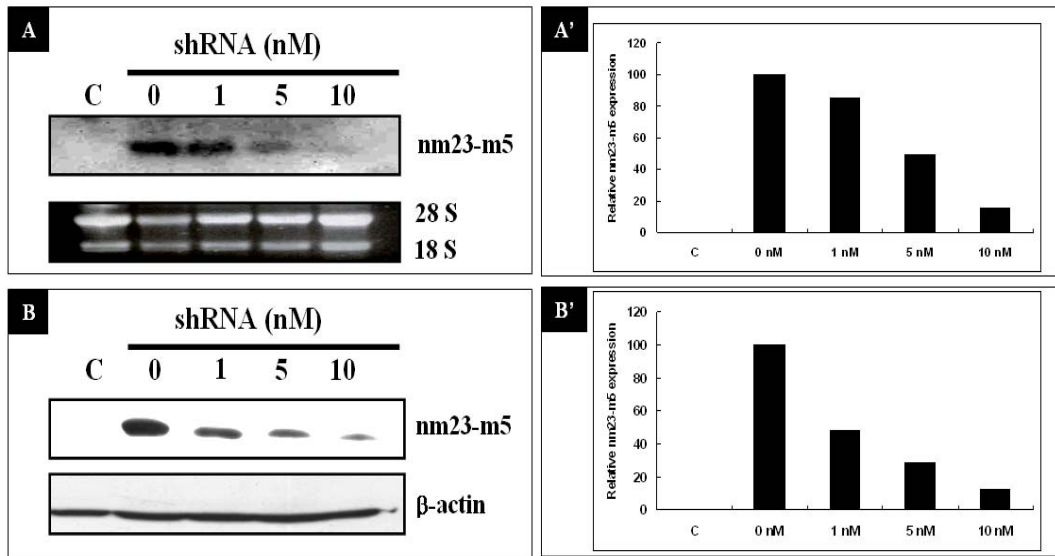 A
shRNA (nM)
C 0 1 5 10
nm23-m5
28 S
18 S
A'
Relative nm23-m5 expression
120
100
80
60
40
20
0
C 0 nM 1 nM 5 nM 10 nM
B
shRNA (nM)
C 0 1 5 10
nm23-m5
β-actin
B'
Relative nm23-m5 expression
120
100
80
60
40
20
0
C 0 nM 1 nM 5 nM 10 nM